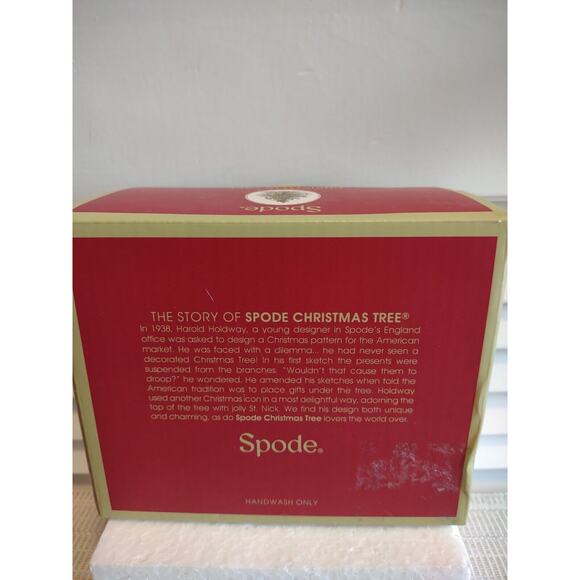 Spode.
THE STORY OF SPODE CHRISTMAS TREE®
In 1938, Harold Holdway, a young designer in Spode's England
office was asked to design a Christmas pattern for the American
market. He was faced with a dilemma... he had never seen a
decorated Christmas Tree! In his first sketch the presents were
suspended from the branches. "Wouldn't that cause them to
droop?" he wondered. He amended his sketches when told the
American tradition was to place gifts under the tree. Holdway
used another Christmas icon in a most delightful way, adorning the
top of the tree with jolly St. Nick. We find his design both unique
and charming, as do Spode Christmas Tree lovers the world over.
Spode®
HANDWASH ONLY